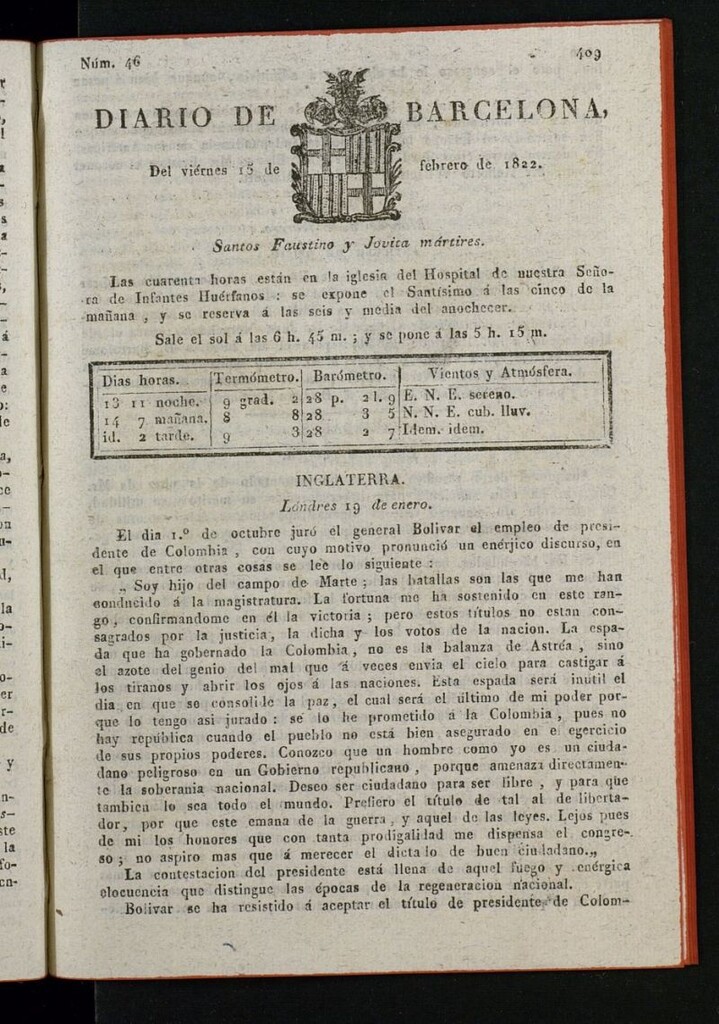 Núm. 46 409
DIARIO DE BARCELONA,
Del viérnes 15 de febrero de 1822.
Santos Faustino y Jovita mártires.
Las cuarenta horas están en la iglesia del Hospital de nuestra Seño-
ra de Infantes Huérfanos : se expone el Santísimo á las cinco de la
mañana , y se reserva á las seis y media del anochecer.
Sale el sol á las 6 h. 45 m. ; y se pone á las 5 h. 15 m.
Dias horas. Termómetro. Barómetro. Vientos y Atmósfera.
13 11 noche. 9 grad. 2 28 p. 2 l. 9 E. N. E. sereno.
14 7 mañana. 8 8 28 3 5 N. N. E. cub. lluv.
id. 2 tarde. 9 3 28 2 7 Idem. idem.
INGLATERRA.
Lóndres 19 de enero.
El dia 1.º de octubre juró el general Bolivar el empleo de presi-
dente de Colombia , con cuyo motivo pronunció un enérjico discurso, en
el que entre otras cosas se lee lo siguiente :
„ Soy hijo del campo de Marte ; las batallas son las que me han
conducido á la magistratura. La fortuna me ha sostenido en este ran-
go , confirmandome en él la victoria ; pero estos títulos no estan con-
sagrados por la justicia, la dicha y los votos de la nacion. La espa-
da que ha gobernado la Colombia, no es la balanza de Astréa , sino
el azote del genio del mal que á veces envia el cielo para castigar á
los tiranos y abrir los ojos á las naciones. Esta espada será inutil el
dia en que se consolide la paz, el cual será el último de mi poder por-
que lo tengo asi jurado : se lo he prometido á la Colombia , pues no
hay república cuando el pueblo no está bien asegurado en el egercicio
de sus propios poderes. Conozco que un hombre como yo es un ciuda-
dano peligroso en un Gobierno republicano , porque amenaza directamen-
te la soberania nacional. Deseo ser ciudadano para ser libre , y para que
tambien lo sea todo el mundo. Prefiero el título de tal al de liberta-
dor, por que este emana de la guerra, y aquel de las leyes. Lejos pues
de mi los honores que con tanta prodigalidad me dispensa el congre-
so ; no aspiro mas que á merecer el dictado de buen ciudadano.„
La contestacion del presidente está llena de aquel fuego y enérgica
elocuencia que distingue las épocas de la regeneracion nacional.
Bolivar se ha resistido á aceptar el título de presidente de Colom-